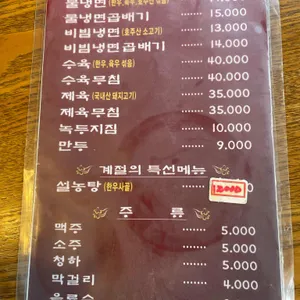 물냉면
물냉면곱배기 ······· 15.000
비빔냉면(호주산 소고기) ······· 13.000
비빔냉면곱배기 ······· 14.000
수육(한우,육우 섞음) ······· 40.000
수육무침 ······· 40.000
제육(국내산 돼지고기) ······· 35.000
제육무침 ······· 35.000
녹두지짐 ······· 10.000
만두 ······· 9.000
계절의 특선메뉴
설농탕(한우사골) ······· 12000
주 류
맥주 ······· 5.000
소주 ······· 5.000
청하 ······· 5.000
막걸리 ······· 4.000